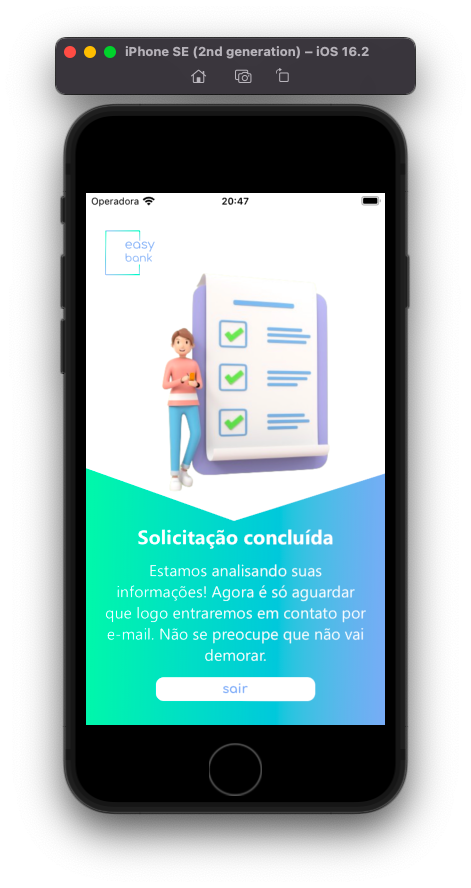 iPhone SE (2nd generation) – iOS 16.2
Operadora 20:47
easy
bank
Solicitação concluída
Estamos analisando suas
informações! Agora é só aguardar
que logo entraremos em contato por
e-mail. Não se preocupe que não vai
demorar.
sair